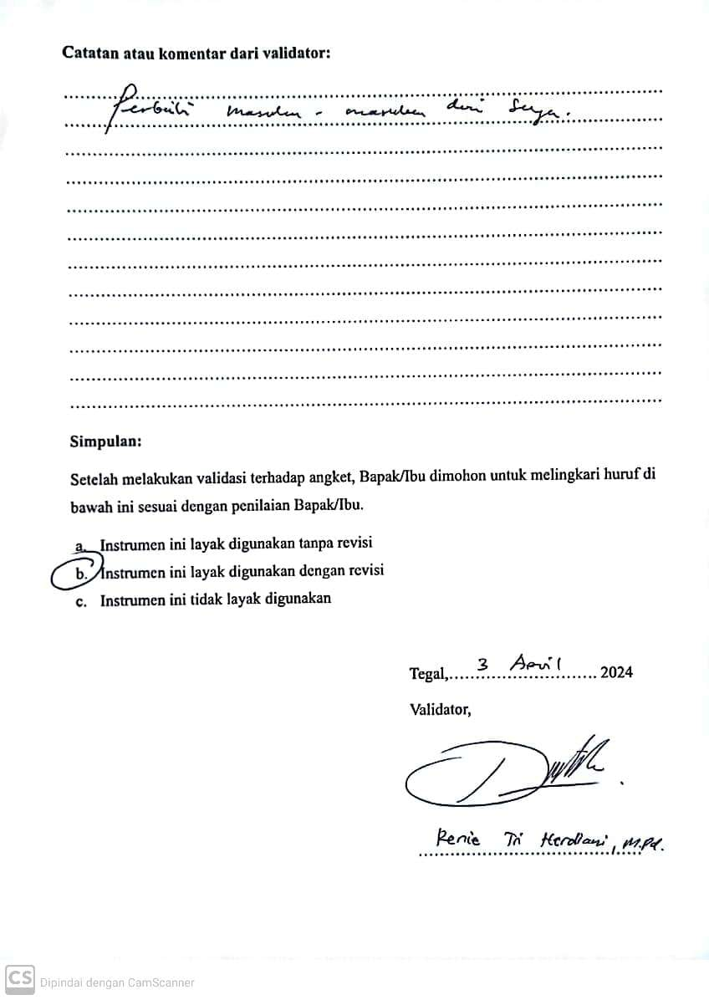 Catatan atau komentar dari validator:
Perbaiki masukan - masukan dari saya.
Simpulan:
Setelah melakukan validasi terhadap angket, Bapak/Ibu dimohon untuk melingkari huruf di
bawah ini sesuai dengan penilaian Bapak/Ibu.
a. Instrumen ini layak digunakan tanpa revisi
b. Instrumen ini layak digunakan dengan revisi
c. Instrumen ini tidak layak digunakan
Tegal,....3 April.... 2024
Validator,
Renie Tri Herdiani, M.Pd.
CS Dipindai dengan CamScanner